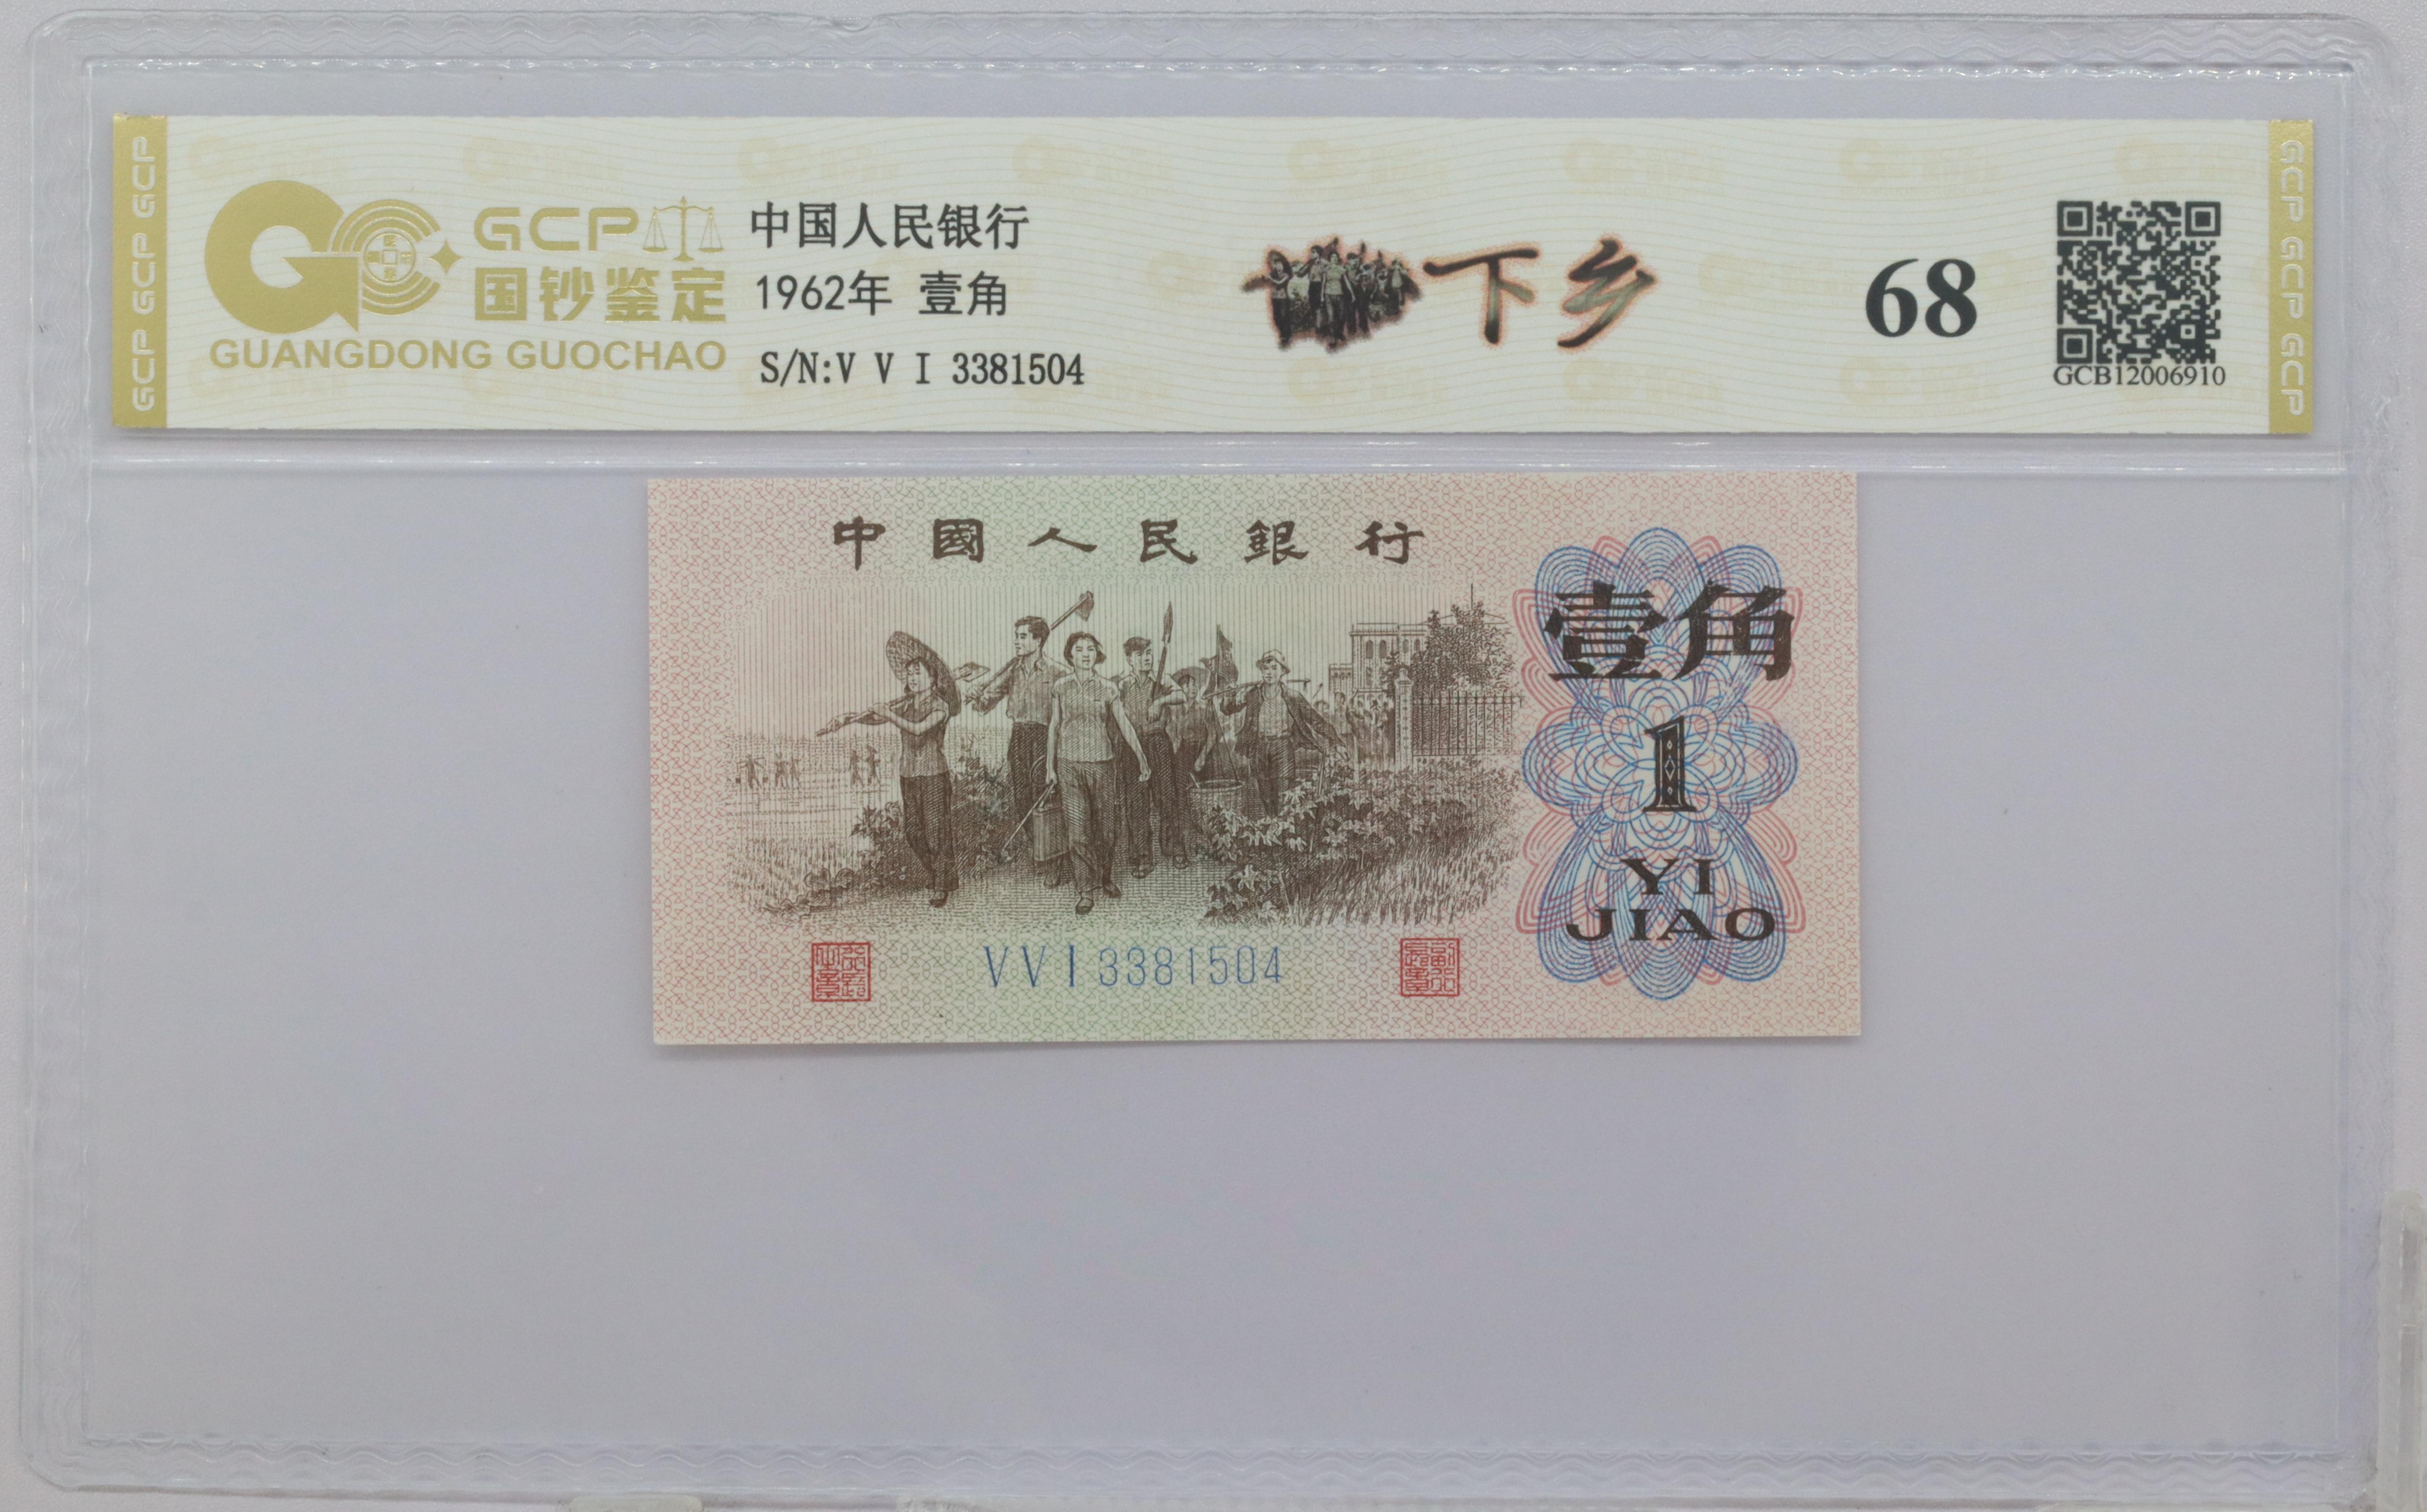 GCP GCP GCP
GCP
国钞鉴定
GUANGDONG GUOCHAO
中国人民银行
1962年 壹角
S/N:V V I 3381504
下乡
68
GCB12006910
GCP GCP GCP
中國人民銀行
壹角
1
YI
JIAO
VVI3381504